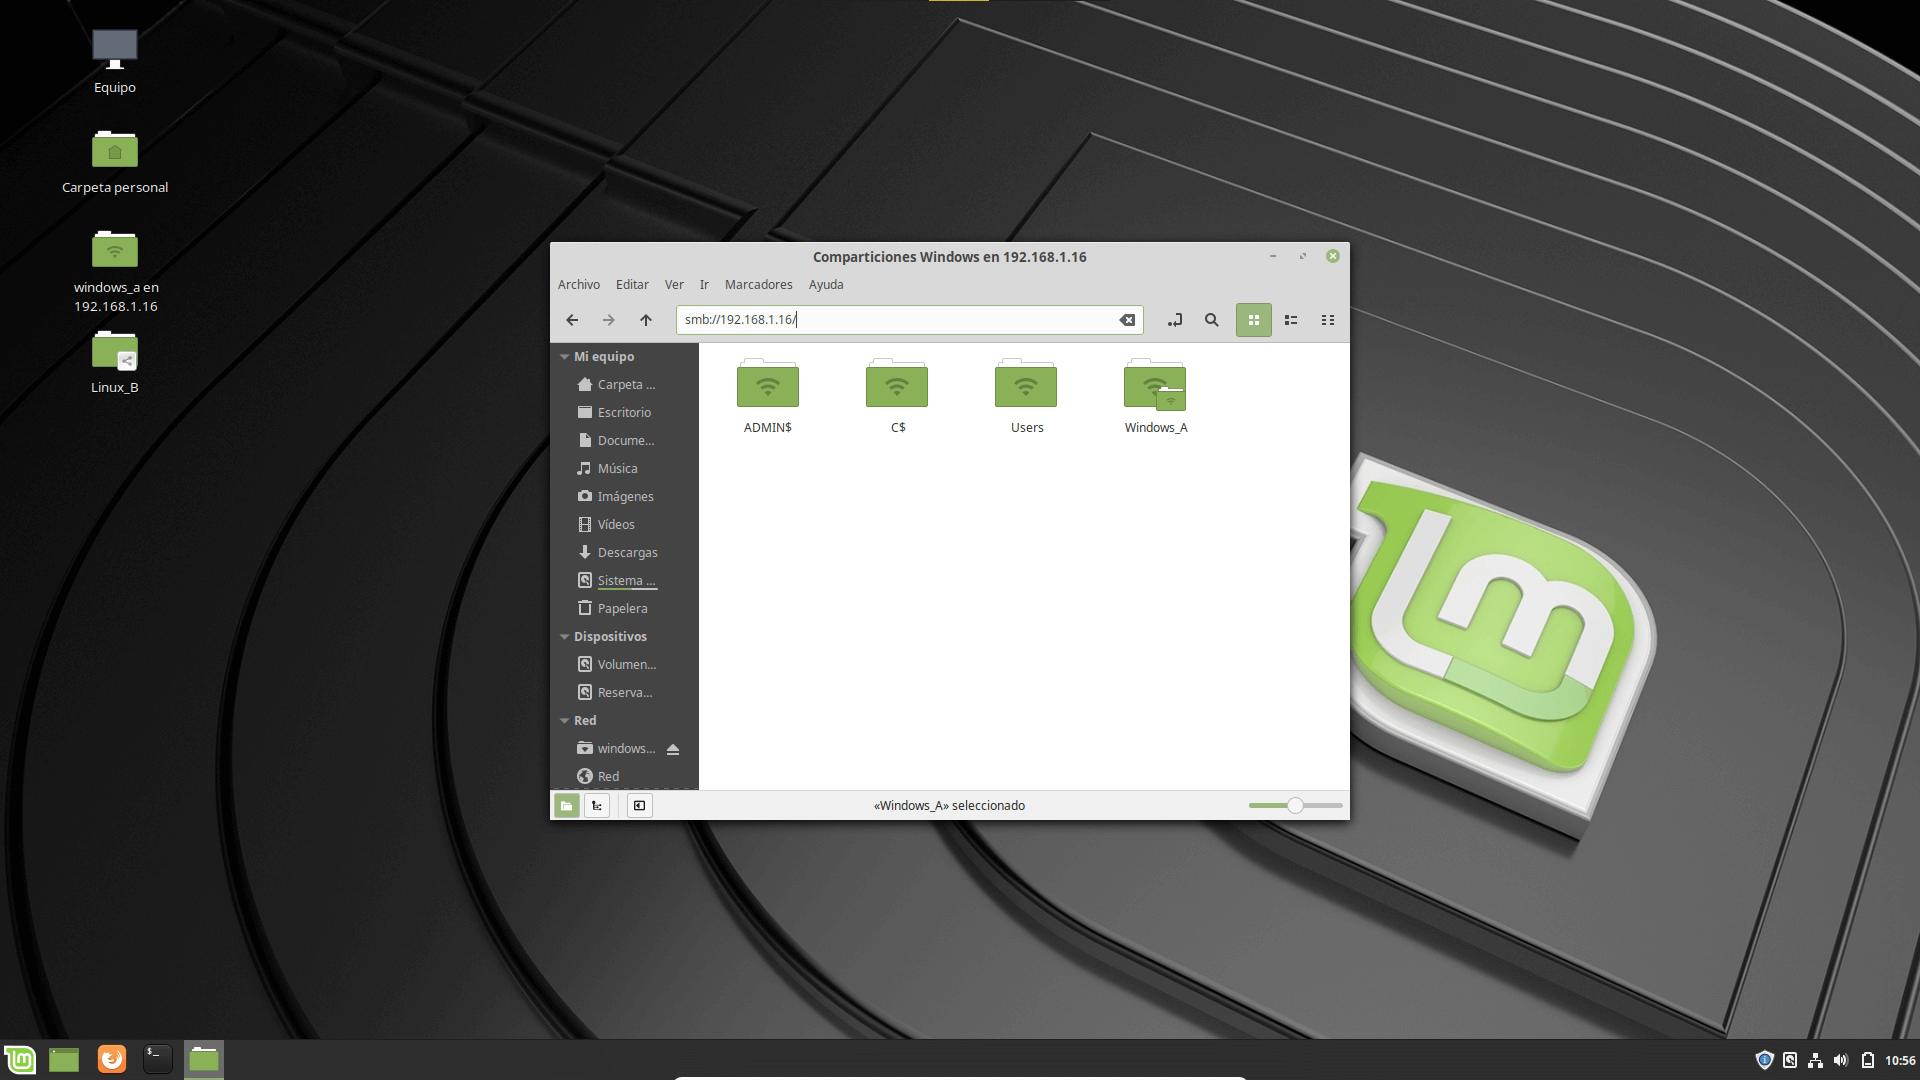 Equipo
Carpeta personal
windows_a en
192.168.1.16
Linux_B
Comparticiones Windows en 192.168.1.16
Archivo Editar Ver Ir Marcadores Ayuda
smb://192.168.1.16/
Mi equipo
Carpeta ...
Escritorio
Docume...
Música
Imágenes
Vídeos
Descargas
Sistema ...
Papelera
Dispositivos
Volumen...
Reserva...
Red
windows...
Red
ADMIN$ C$ Users Windows_A
«Windows_A» seleccionado
$_
10:56